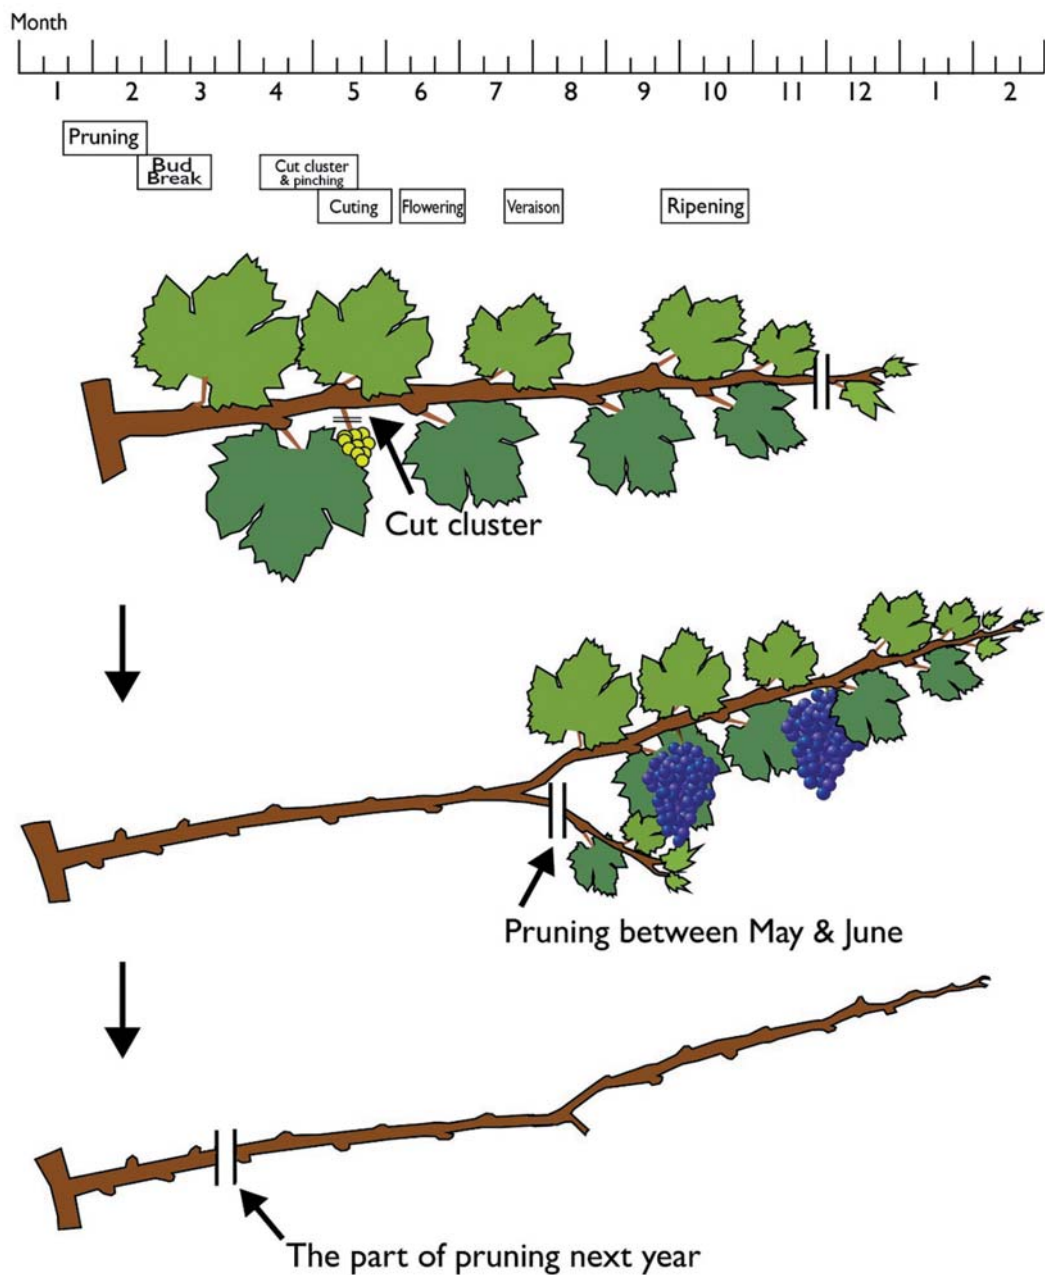 Month
1 2 3 4 5 6 7 8 9 10 11 12 1 2
Pruning
Bud
Break
Cut cluster
& pinching
Cuting
Flowering
Veraison
Ripening
Cut cluster
Pruning between May & June
The part of pruning next year